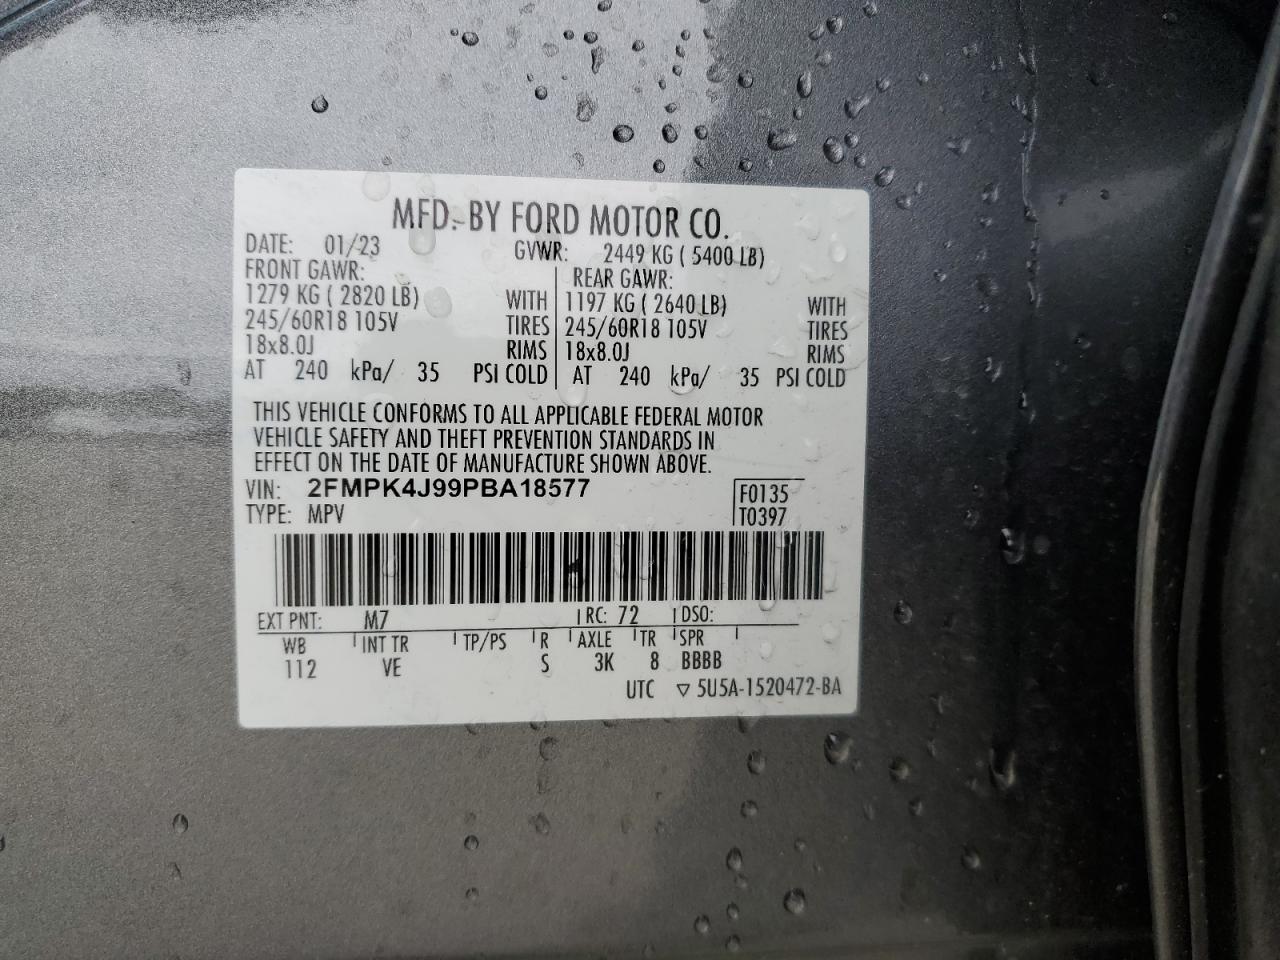 MFD. BY FORD MOTOR CO.
DATE: 01/23 GVWR: 2449 KG ( 5400 LB)
FRONT GAWR: REAR GAWR:
1279 KG ( 2820 LB) WITH 1197 KG ( 2640 LB) WITH
245/60R18 105V TIRES 245/60R18 105V TIRES
18x8.0J RIMS 18x8.0J RIMS
AT 240 kPa/ 35 PSI COLD AT 240 kPa/ 35 PSI COLD
THIS VEHICLE CONFORMS TO ALL APPLICABLE FEDERAL MOTOR
VEHICLE SAFETY AND THEFT PREVENTION STANDARDS IN
EFFECT ON THE DATE OF MANUFACTURE SHOWN ABOVE.
VIN: 2FMPK4J99PBA18577 F0135
TYPE: MPV T0397
EXT PNT: M7 RC: 72 DSO:
WB INT TR TP/PS R AXLE TR SPR
112 VE S 3K 8 BBBB
UTC ▽ 5U5A-1520472-BA